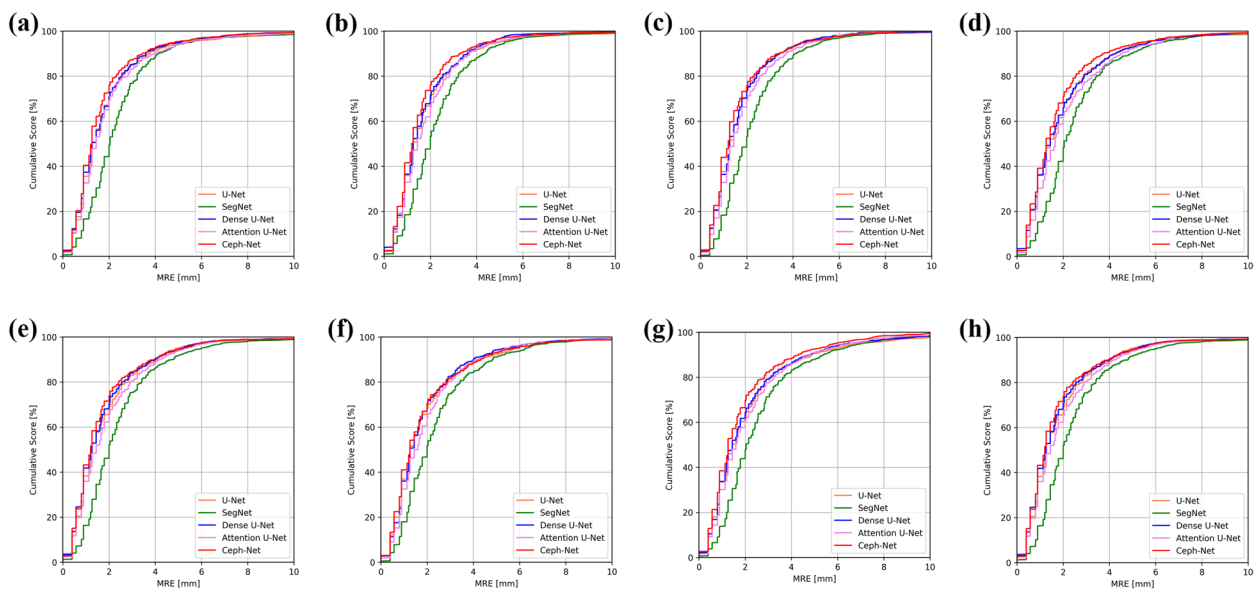 (a)
100
80
60
40
20
0
Cumulative Score [%]
U-Net
SegNet
Dense U-Net
Attention U-Net
Ceph-Net
0 2 4 6 8 10
MRE [mm]
(b)
100
80
60
40
20
0
Cumulative Score [%]
U-Net
SegNet
Dense U-Net
Attention U-Net
Ceph-Net
0 2 4 6 8 10
MRE [mm]
(c)
100
80
60
40
20
0
Cumulative Score [%]
U-Net
SegNet
Dense U-Net
Attention U-Net
Ceph-Net
0 2 4 6 8 10
MRE [mm]
(d)
100
80
60
40
20
0
Cumulative Score [%]
U-Net
SegNet
Dense U-Net
Attention U-Net
Ceph-Net
0 2 4 6 8 10
MRE [mm]
(e)
100
80
60
40
20
0
Cumulative Score [%]
U-Net
SegNet
Dense U-Net
Attention U-Net
Ceph-Net
0 2 4 6 8 10
MRE [mm]
(f)
100
80
60
40
20
0
Cumulative Score [%]
U-Net
SegNet
Dense U-Net
Attention U-Net
Ceph-Net
0 2 4 6 8 10
MRE [mm]
(g)
100
80
60
40
20
0
Cumulative Score [%]
U-Net
SegNet
Dense U-Net
Attention U-Net
Ceph-Net
0 2 4 6 8 10
MRE [mm]
(h)
100
80
60
40
20
0
Cumulative Score [%]
U-Net
SegNet
Dense U-Net
Attention U-Net
Ceph-Net
0 2 4 6 8 10
MRE [mm]